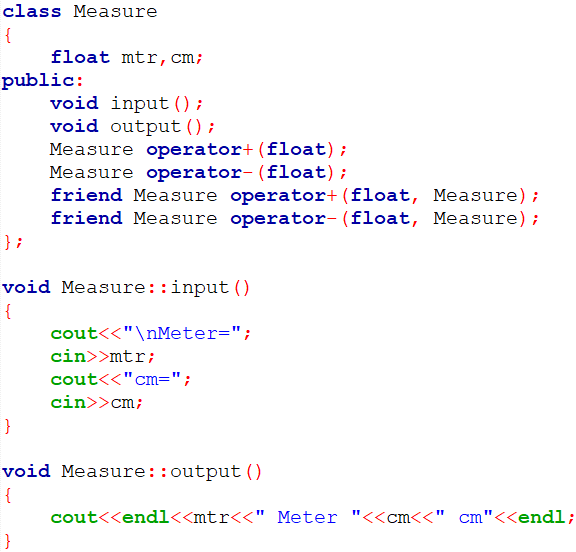 class Measure
{
    float mtr,cm;
public:
    void input();
    void output();
    Measure operator+(float);
    Measure operator-(float);
    friend Measure operator+(float, Measure);
    friend Measure operator-(float, Measure);
};

void Measure::input()
{
    cout<<"\nMeter=";
    cin>>mtr;
    cout<<"cm=";
    cin>>cm;
}

void Measure::output()
{
    cout<<endl<<mtr<<" Meter "<<cm<<" cm"<<endl;
}